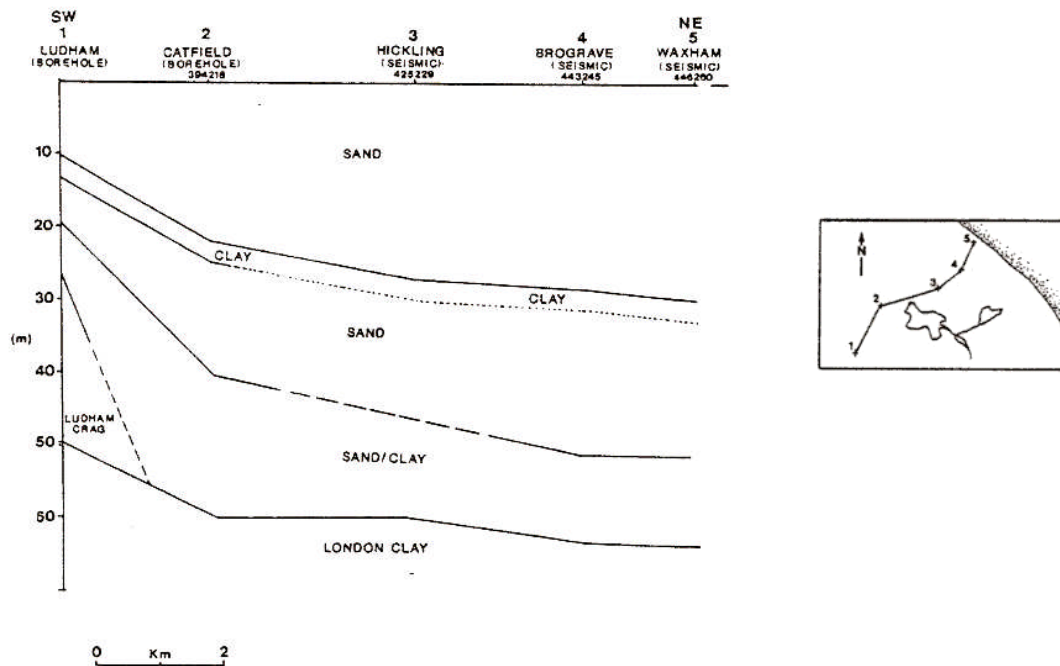 SW
NE
1
2
3
4
5
LUDHAM
CATFIELD
HICKLING
BROGRAVE
WAXHAM
(BOREHOLE)
(BOREHOLE)
(SEISMIC)
(SEISMIC)
(SEISMIC)
394218
425229
443245
446260
10
SAND
20
CLAY
30
CLAY
(m)
SAND
40
LUDHAM
CRAG
50
SAND/CLAY
60
LONDON CLAY
0 Km 2
N
5
4
3
2
1